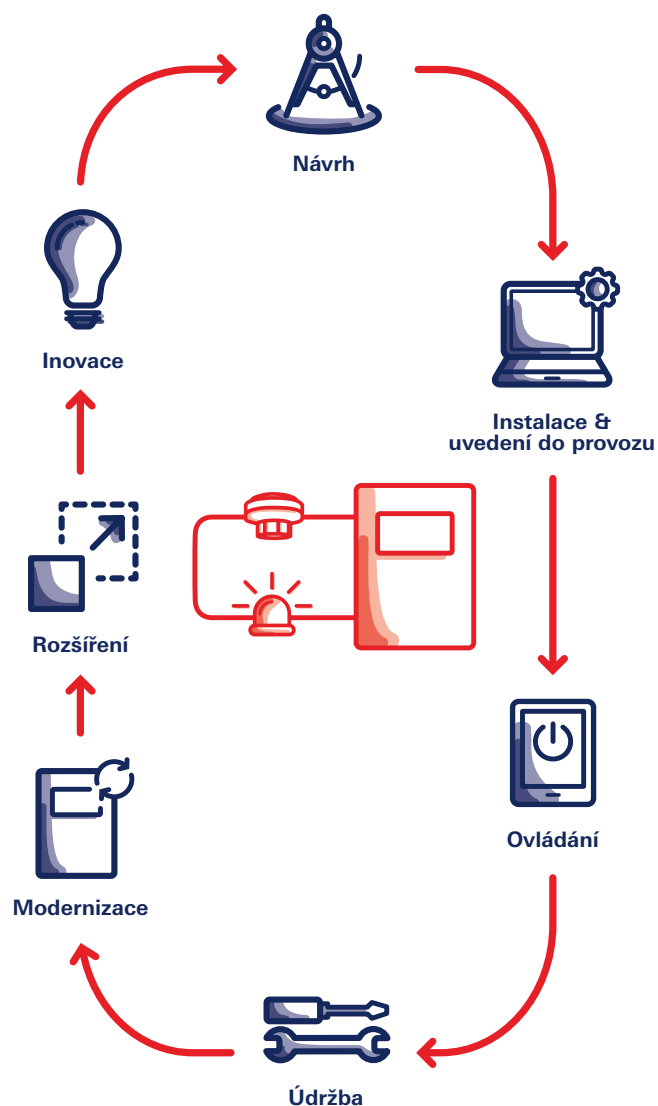 Návrh
Instalace &
uvedení do provozu
Ovládání
Údržba
Modernizace
Rozšíření
Inovace